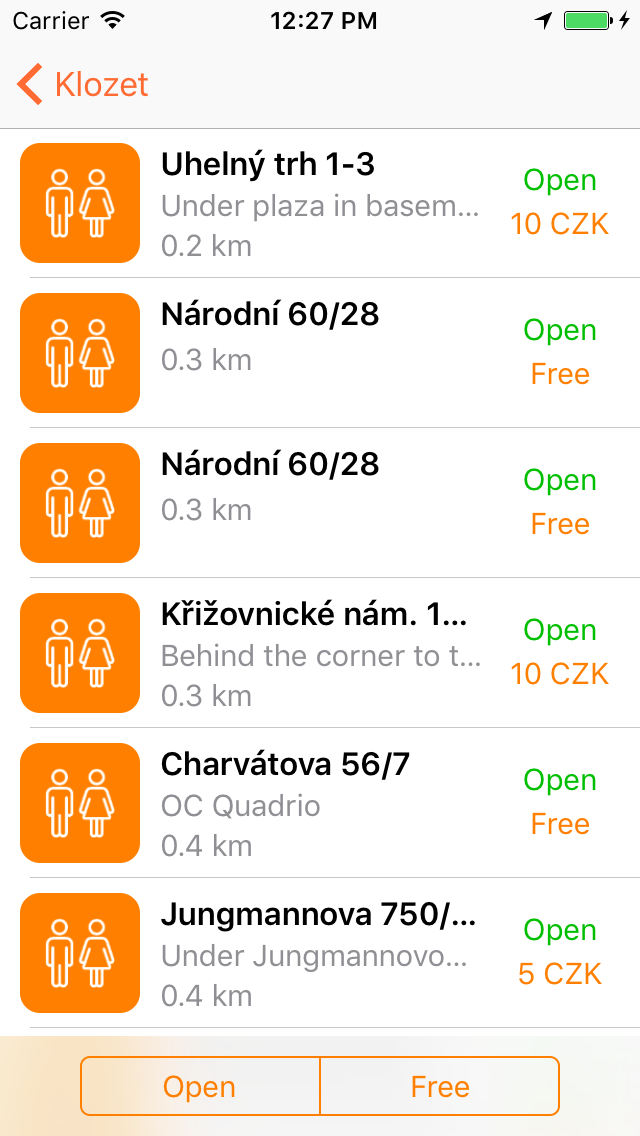 Carrier 12:27 PM
Klozet
Uhelný trh 1-3
Under plaza in basem...
0.2 km
Open
10 CZK
Národní 60/28
0.3 km
Open
Free
Národní 60/28
0.3 km
Open
Free
Křižovnické nám. 1...
Behind the corner to t...
0.3 km
Open
10 CZK
Charvátova 56/7
OC Quadrio
0.4 km
Open
Free
Jungmannova 750/...
Under Jungmannovo...
0.4 km
Open
5 CZK
Open Free